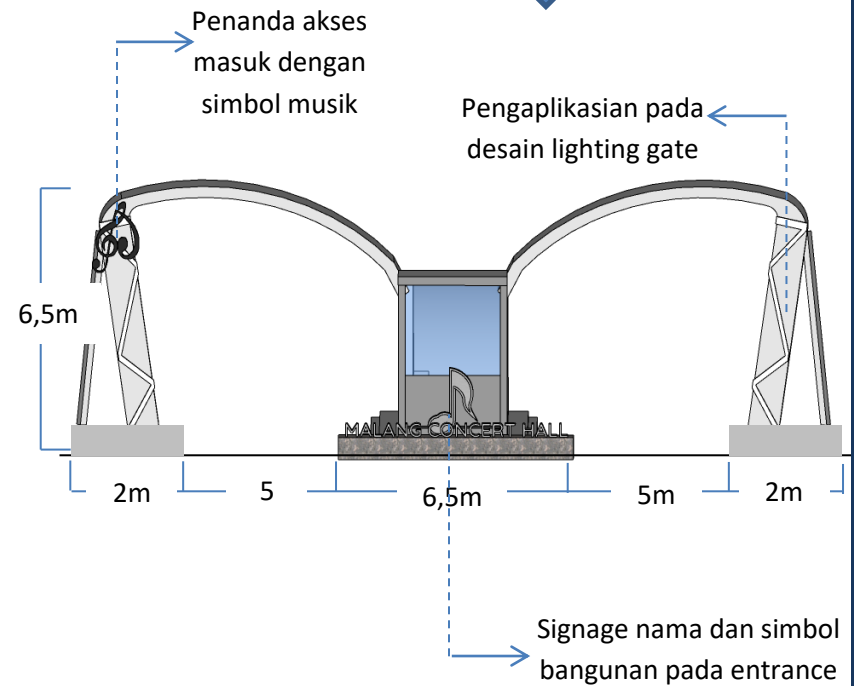 Penanda akses
masuk dengan
simbol musik
Pengaplikasian pada
desain lighting gate
6,5m
MALANG CONCERT HALL
2m
5
6,5m
5m
2m
Signage nama dan simbol
bangunan pada entrance